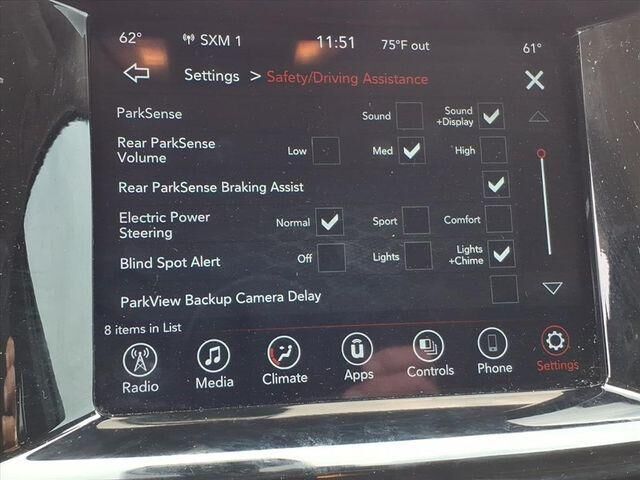 62° SXM 1 11:51 75°F out 61°
Settings > Safety/Driving Assistance
ParkSense Sound Sound
+Display
Rear ParkSense
Volume Low Med High
Rear ParkSense Braking Assist
Electric Power
Steering Normal Sport Comfort
Blind Spot Alert Off Lights Lights
+Chime
ParkView Backup Camera Delay
8 items in List
Radio Media Climate Apps Controls Phone Settings